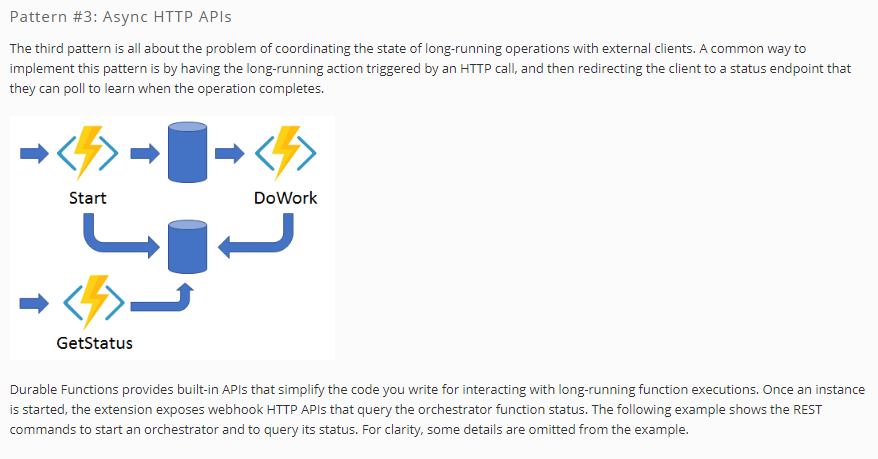 Pattern #3: Async HTTP APIs
The third pattern is all about the problem of coordinating the state of long-running operations with external clients. A common way to
implement this pattern is by having the long-running action triggered by an HTTP call, and then redirecting the client to a status endpoint that
they can poll to learn when the operation completes.
Start
DoWork
GetStatus
Durable Functions provides built-in APIs that simplify the code you write for interacting with long-running function executions. Once an instance
is started, the extension exposes webhook HTTP APIs that query the orchestrator function status. The following example shows the REST
commands to start an orchestrator and to query its status. For clarity, some details are omitted from the example.